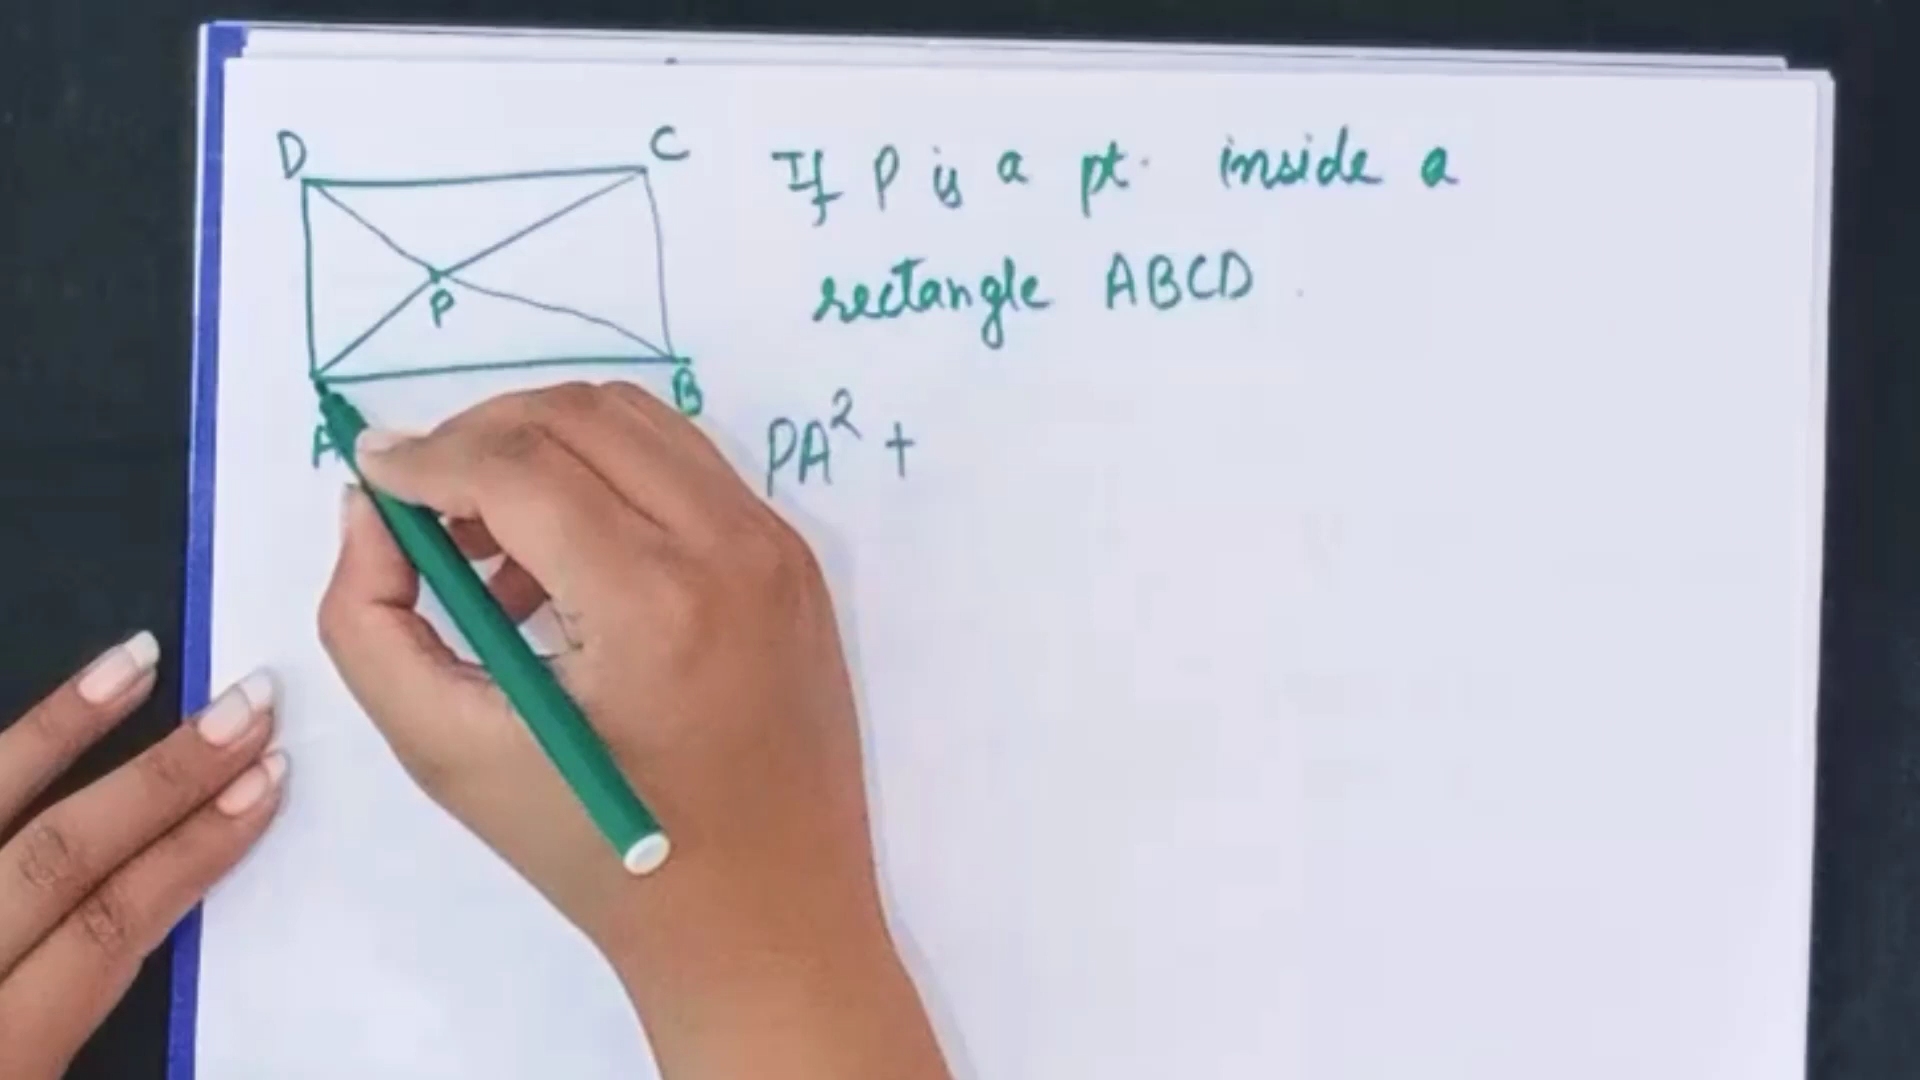 D
C
If P is a pt. inside a
rectangle ABCD
P
B
A
PA² +